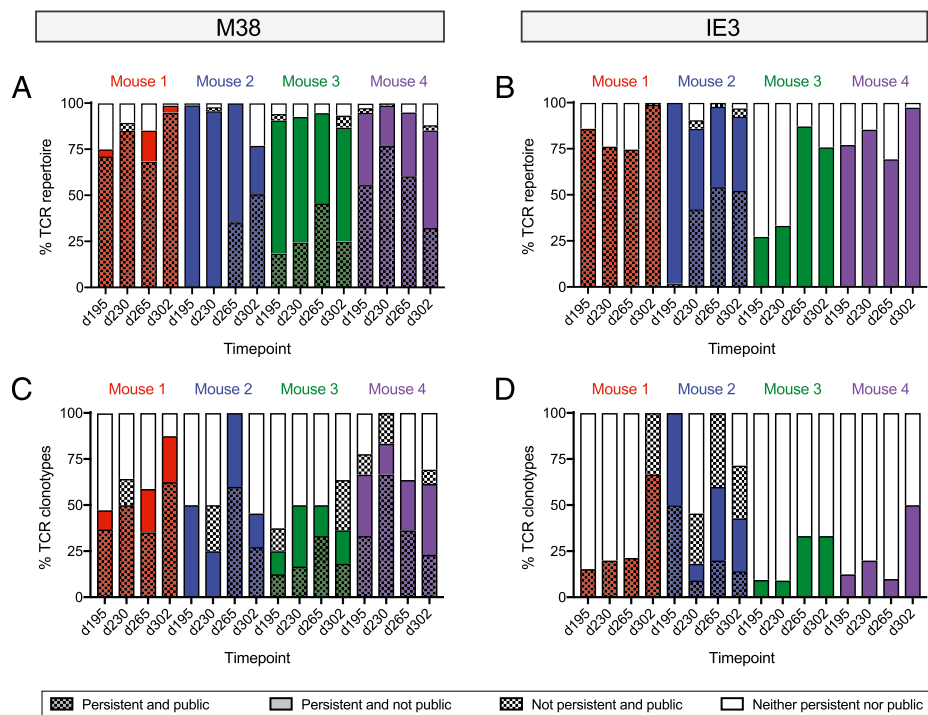 M38
IE3
A
Mouse 1 Mouse 2 Mouse 3 Mouse 4
% TCR repertoire
100
75
50
25
0
d195 d230 d265 d302 d195 d230 d265 d302 d195 d230 d265 d302 d195 d230 d265 d302
Timepoint
B
Mouse 1 Mouse 2 Mouse 3 Mouse 4
% TCR repertoire
100
75
50
25
0
d195 d230 d265 d302 d195 d230 d265 d302 d195 d230 d265 d302 d195 d230 d265 d302
Timepoint
C
Mouse 1 Mouse 2 Mouse 3 Mouse 4
% TCR clonotypes
100
75
50
25
0
d195 d230 d265 d302 d195 d230 d265 d302 d195 d230 d265 d302 d195 d230 d265 d302
Timepoint
D
Mouse 1 Mouse 2 Mouse 3 Mouse 4
% TCR clonotypes
100
75
50
25
0
d195 d230 d265 d302 d195 d230 d265 d302 d195 d230 d265 d302 d195 d230 d265 d302
Timepoint
Persistent and public Persistent and not public Not persistent and public Neither persistent nor public